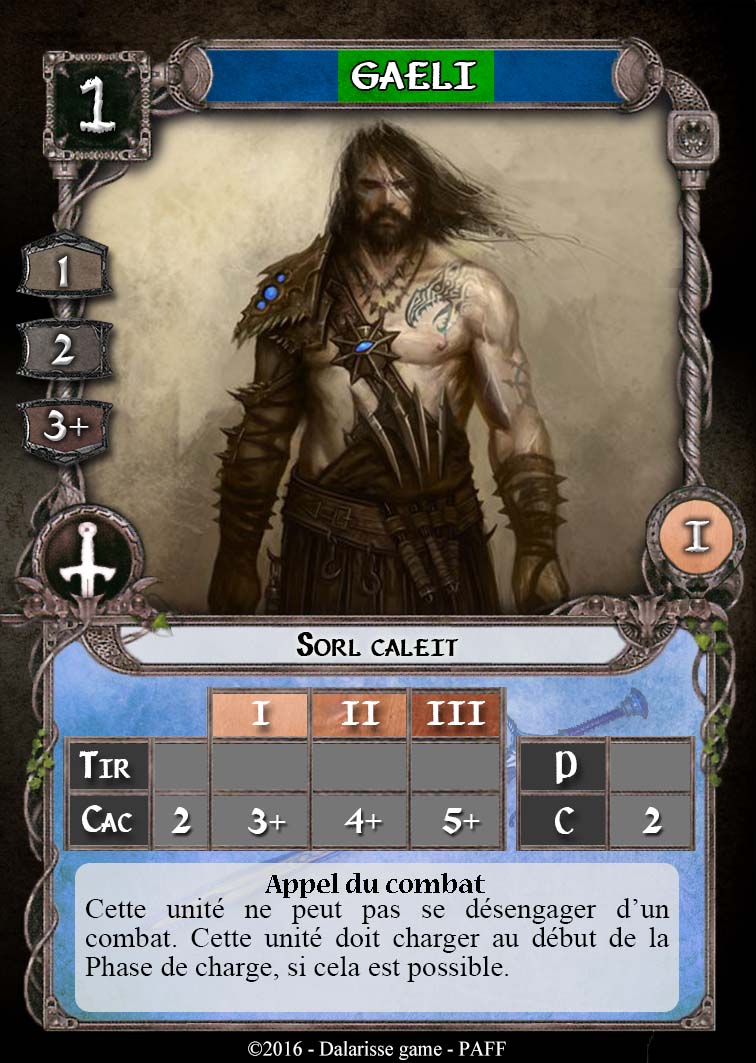 1
GAELI
1
2
3+
I
Sorl caleit
I II III
Tir
Cac 2 3+ 4+ 5+
P
C 2
Appel du combat
Cette unité ne peut pas se désengager d'un
combat. Cette unité doit charger au début de la
Phase de charge, si cela est possible.
©2016 - Dalarisse game - PAFF